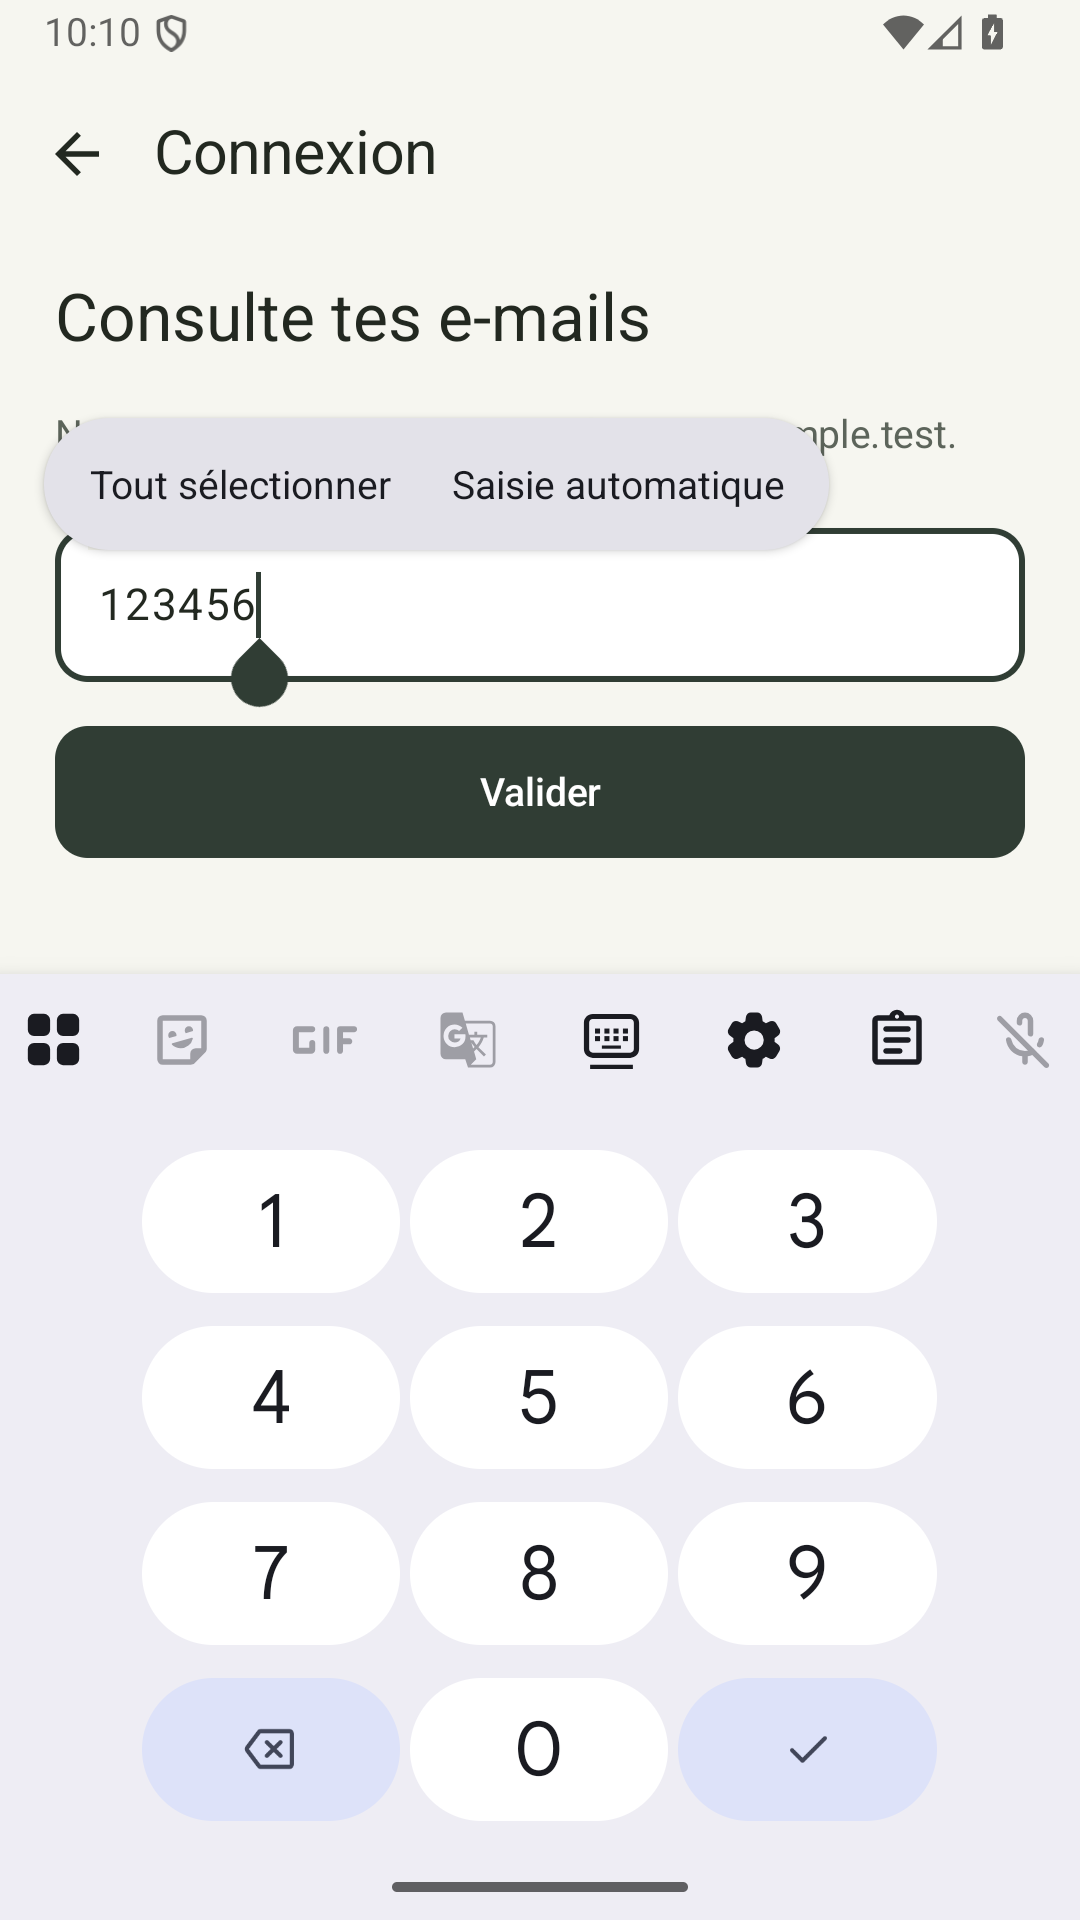 10:10
Connexion
Consulte tes e-mails
mple.test.
Tout sélectionner Saisie automatique
123456
Valider
GIF
1 2 3
4 5 6
7 8 9
0